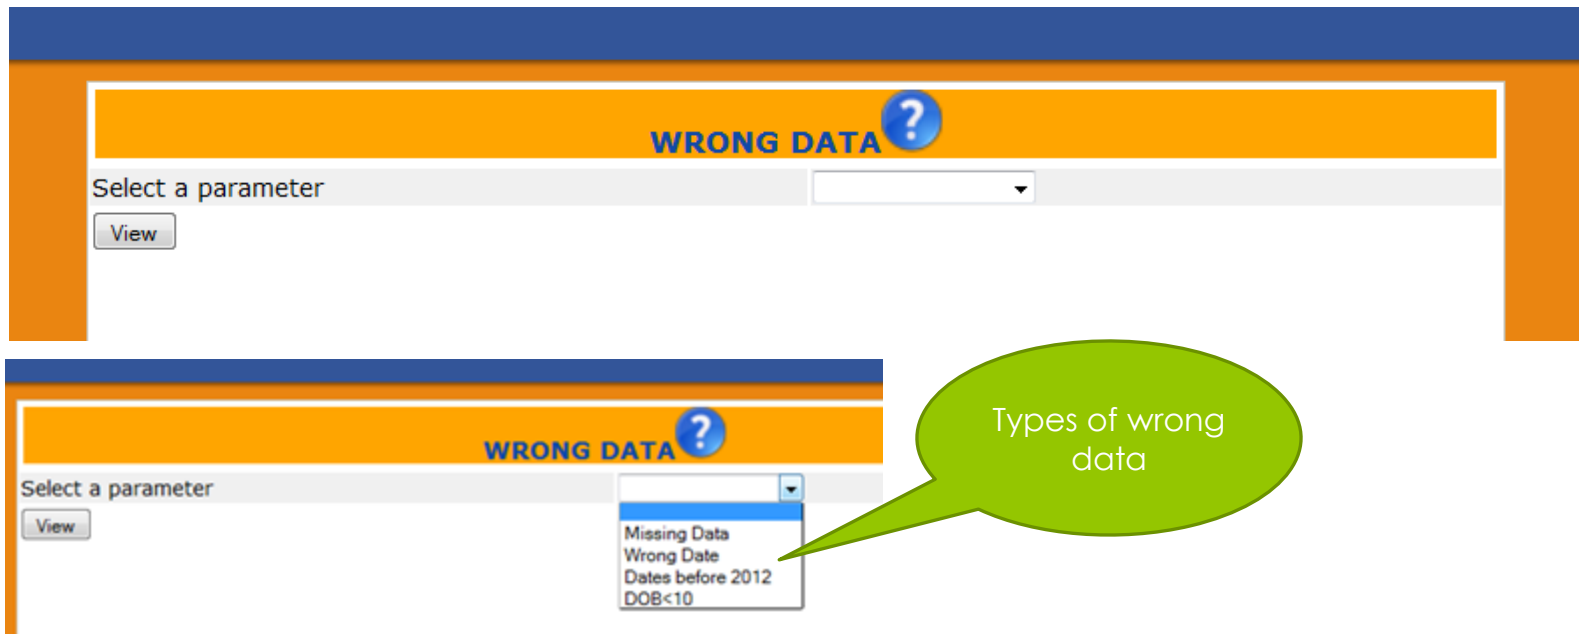 WRONG DATA
Select a parameter
View
WRONG DATA
Select a parameter
View
Missing Data
Wrong Date
Dates before 2012
DOB<10
Types of wrong
data